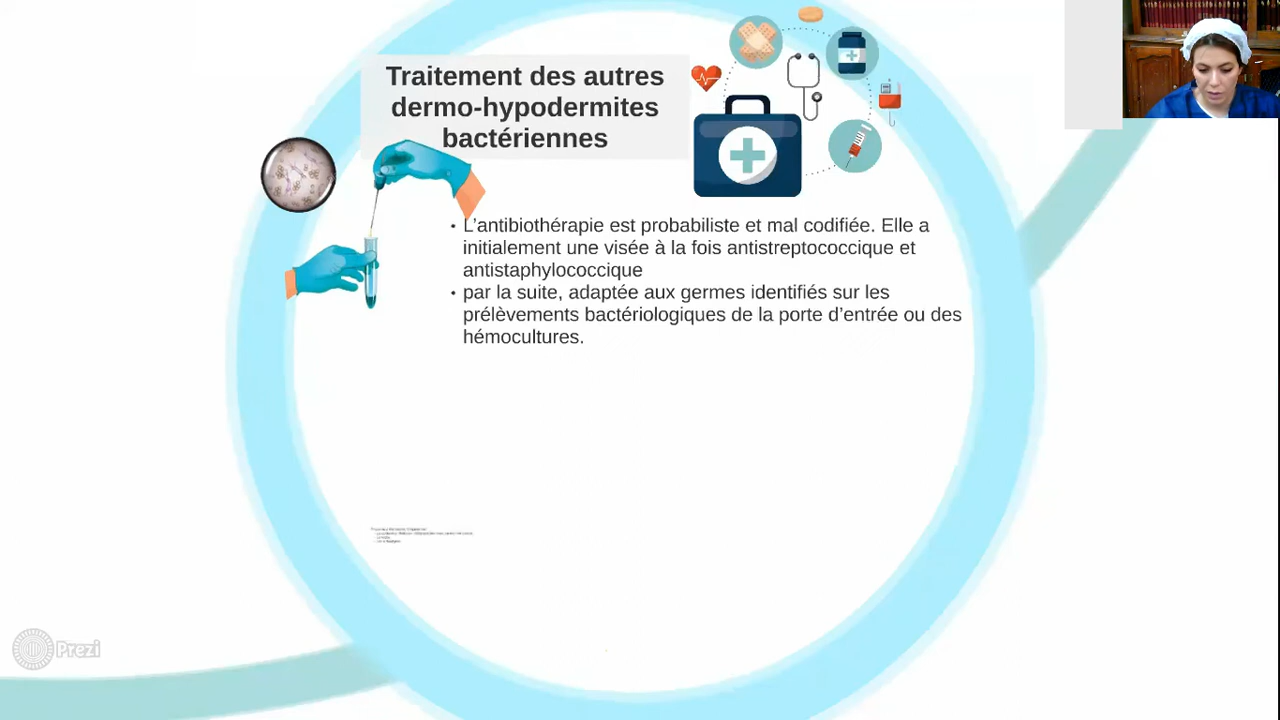 Traitement des autres
dermo-hypodermites
bactériennes
• L’antibiothérapie est probabiliste et mal codifiée. Elle a
initialement une visée à la fois antistreptococcique et
antistaphylococcique
• par la suite, adaptée aux germes identifiés sur les
prélèvements bactériologiques de la porte d’entrée ou des
hémocultures.
Prezi